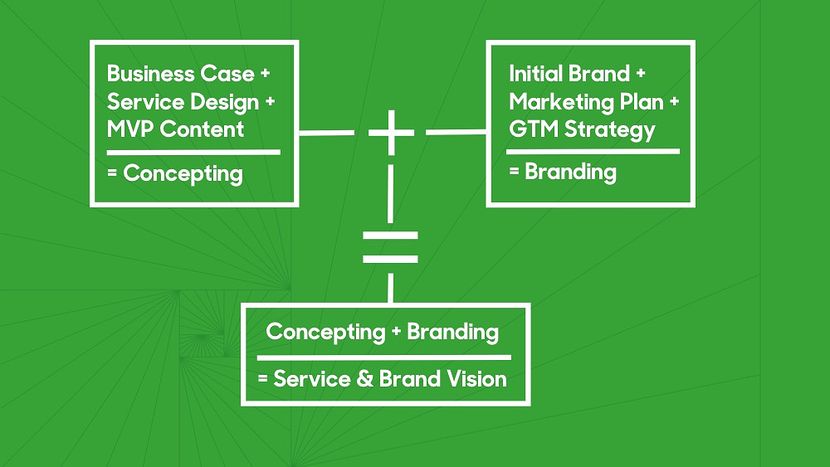 Business Case +
Service Design +
MVP Content
= Concepting
+
Initial Brand +
Marketing Plan +
GTM Strategy
= Branding
=
Concepting + Branding
= Service & Brand Vision